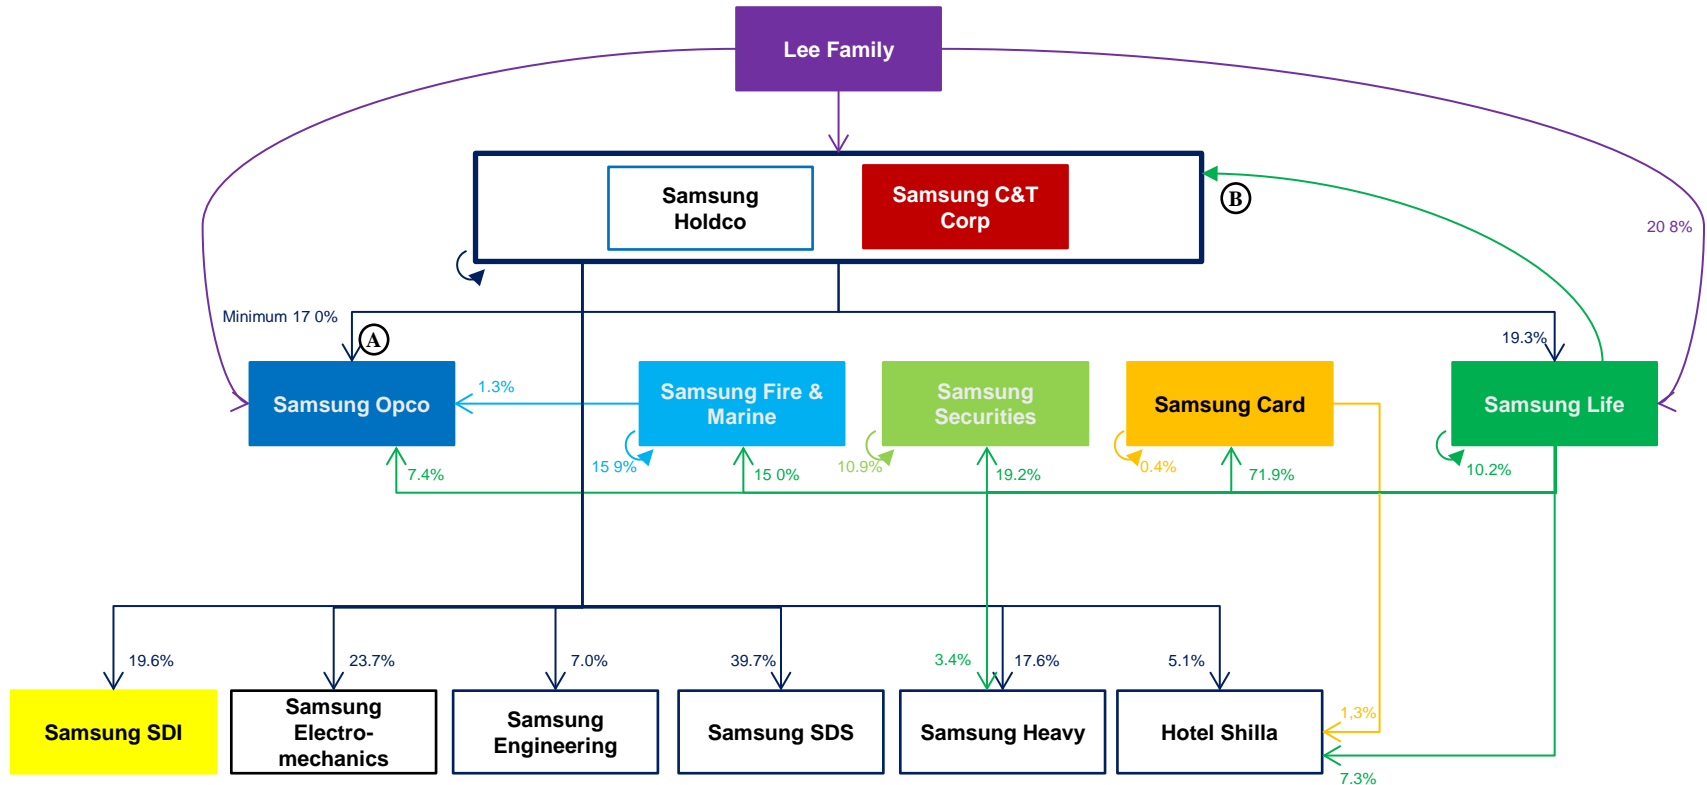 Lee Family
Samsung
Holdco
Samsung C&T
Corp
B
20 8%
Minimum 17 0%
A
19.3%
Samsung Opco
1.3%
Samsung Fire &
Marine
Samsung
Securities
Samsung Card
Samsung Life
7.4%
15 9%
15 0%
10.9%
19.2%
0.4%
71.9%
10.2%
19.6%
23.7%
7.0%
39.7%
3.4%
17.6%
5.1%
1,3%
Samsung SDI
Samsung
Electro-
mechanics
Samsung
Engineering
Samsung SDS
Samsung Heavy
Hotel Shilla
7.3%